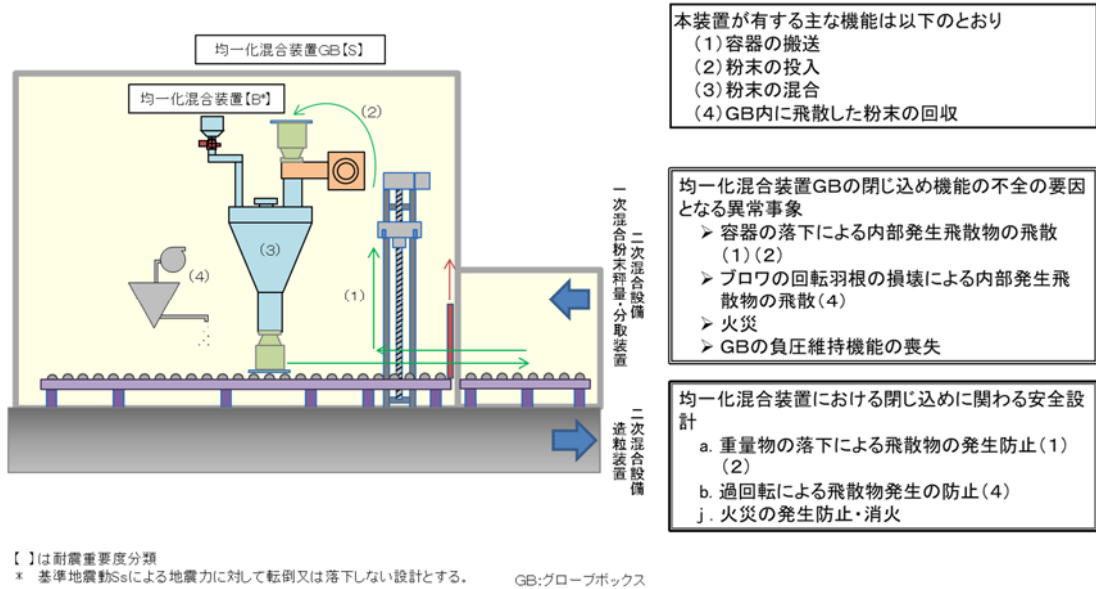 均一化混合装置GB【S】
均一化混合装置【B*】
(2)
(3)
(4)
(1)
二次混合設備
一次混合粉末秤量・分取装置
二次混合設備
造粒装置
【 】は耐震重要度分類
* 基準地震動Ssによる地震力に対して転倒又は落下しない設計とする。
GB:グローブボックス
本装置が有する主な機能は以下のとおり
(1)容器の搬送
(2)粉末の投入
(3)粉末の混合
(4)GB内に飛散した粉末の回収
均一化混合装置GBの閉じ込め機能の不全の要因
となる異常事象
➢ 容器の落下による内部発生飛散物の飛散
(1)(2)
➢ ブロワの回転羽根の損壊による内部発生飛
散物の飛散(4)
➢ 火災
➢ GBの負圧維持機能の喪失
均一化混合装置における閉じ込めに関わる安全設
計
a. 重量物の落下による飛散物の発生防止(1)
(2)
b. 過回転による飛散物発生の防止(4)
j. 火災の発生防止・消火